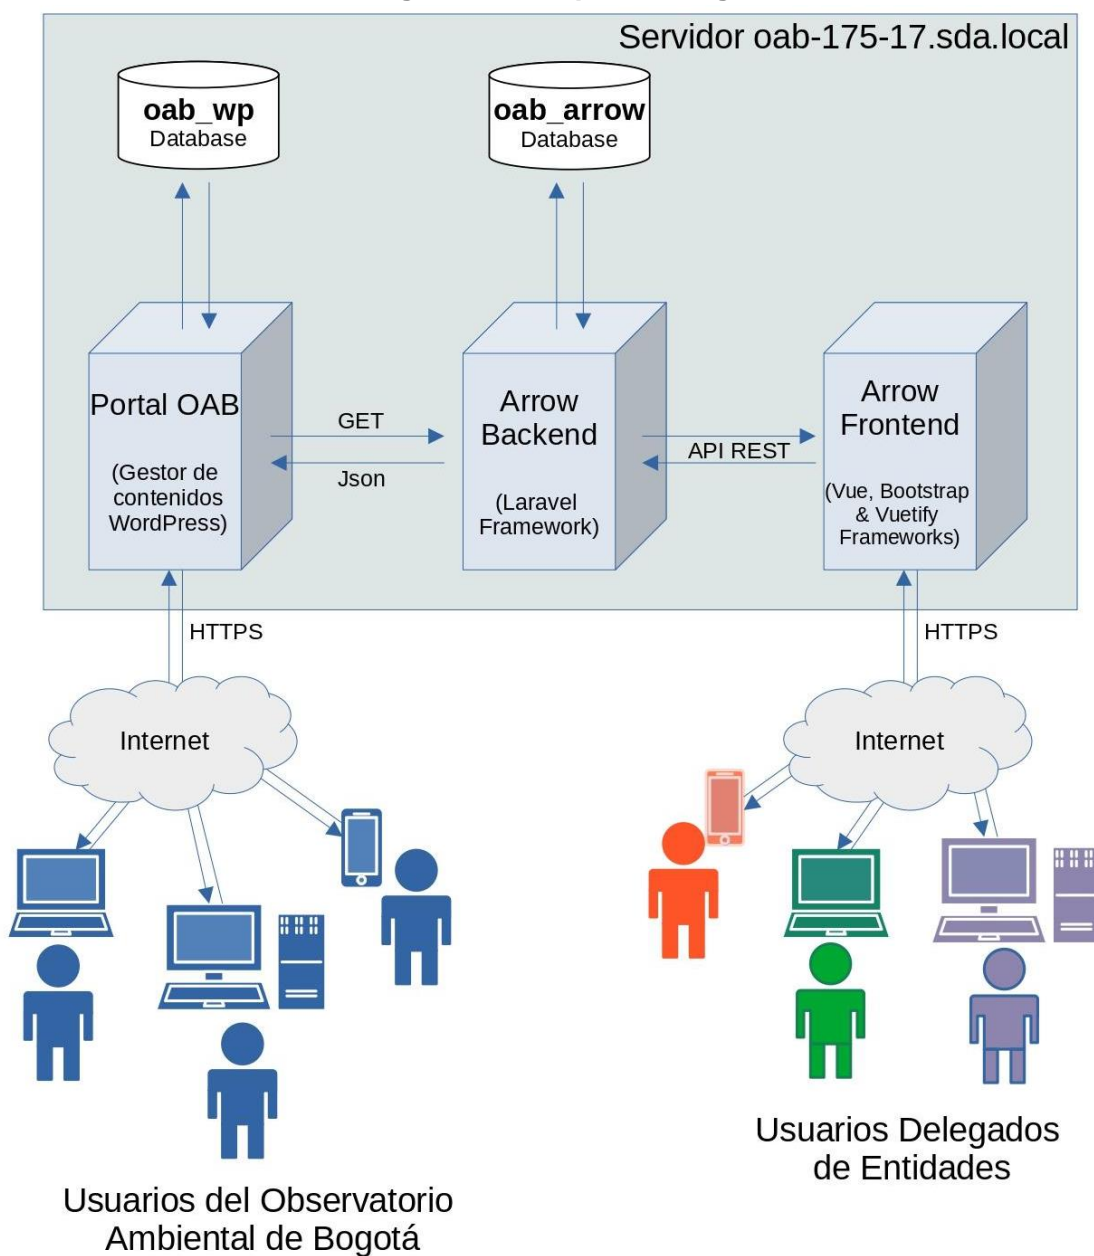 Servidor oab-175-17.sda.local
oab_wp
Database
oab_arrow
Database
Portal OAB
(Gestor de
contenidos
WordPress)
GET
Json
Arrow
Backend
(Laravel
Framework)
API REST
Arrow
Frontend
(Vue, Bootstrap
& Vuetify
Frameworks)
HTTPS
HTTPS
Internet
Internet
Usuarios del Observatorio
Ambiental de Bogotá
Usuarios Delegados
de Entidades